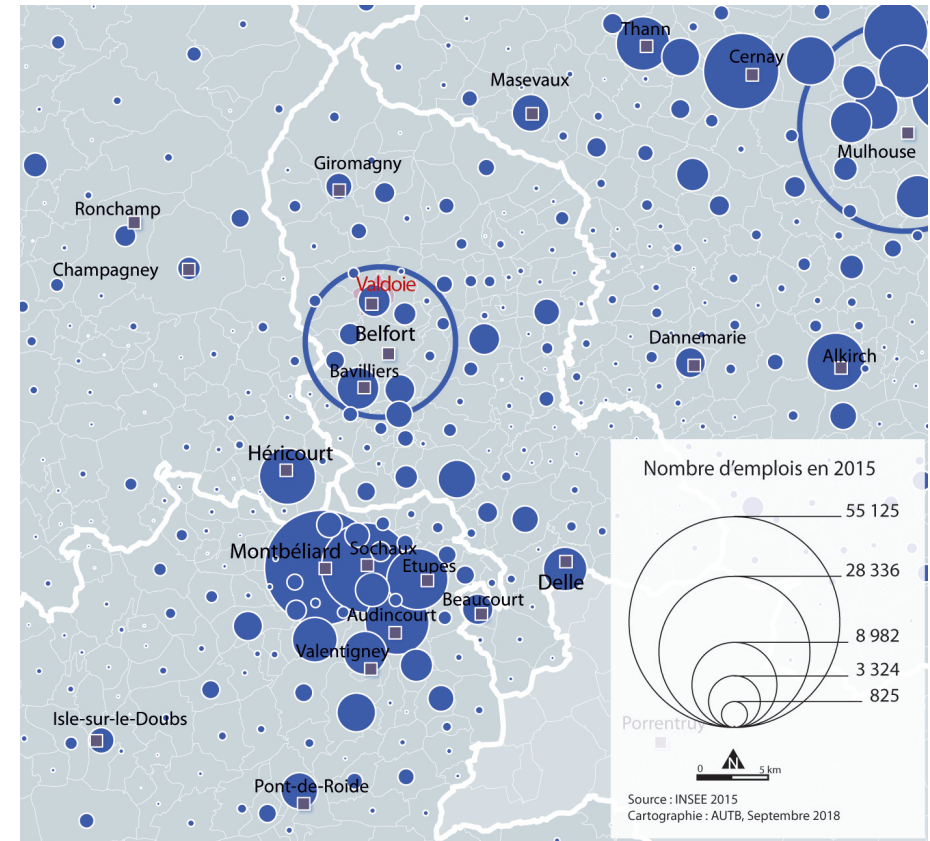 Thann
Cernay
Masevaux
Mulhouse
Giromagny
Ronchamp
Champagney
Valdoie
Belfort
Dannemarie
Altkirch
Bavilliers
Héricourt
Nombre d'emplois en 2015
55 125
Montbéliard
Sochaux
Etupes
28 336
Delle
Beaucourt
Audincourt
8 982
Valentigney
3 324
825
Isle-sur-le-Doubs
Porrentruy
N
0 5 km
Pont-de-Roide
Source : INSEE 2015
Cartographie : AUTB, Septembre 2018